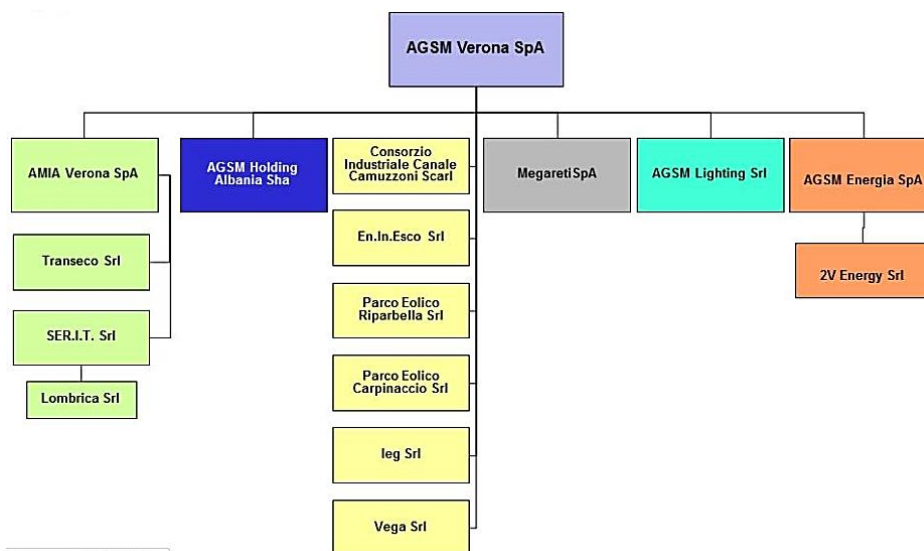 AGSM Verona SpA
AMIA Verona SpA
AGSM Holding
Albania Sha
Consorzio
Industriale Canale
Camuzzoni Scarl
MegaretiSpA
AGSM Lighting Srl
AGSM Energia SpA
Transeco Srl
En.In.Esco Srl
2V Energy Srl
SER.I.T. Srl
Parco Eolico
Riparbella Srl
Lombrica Srl
Parco Eolico
Carpinaccio Srl
Ieg Srl
Vega Srl